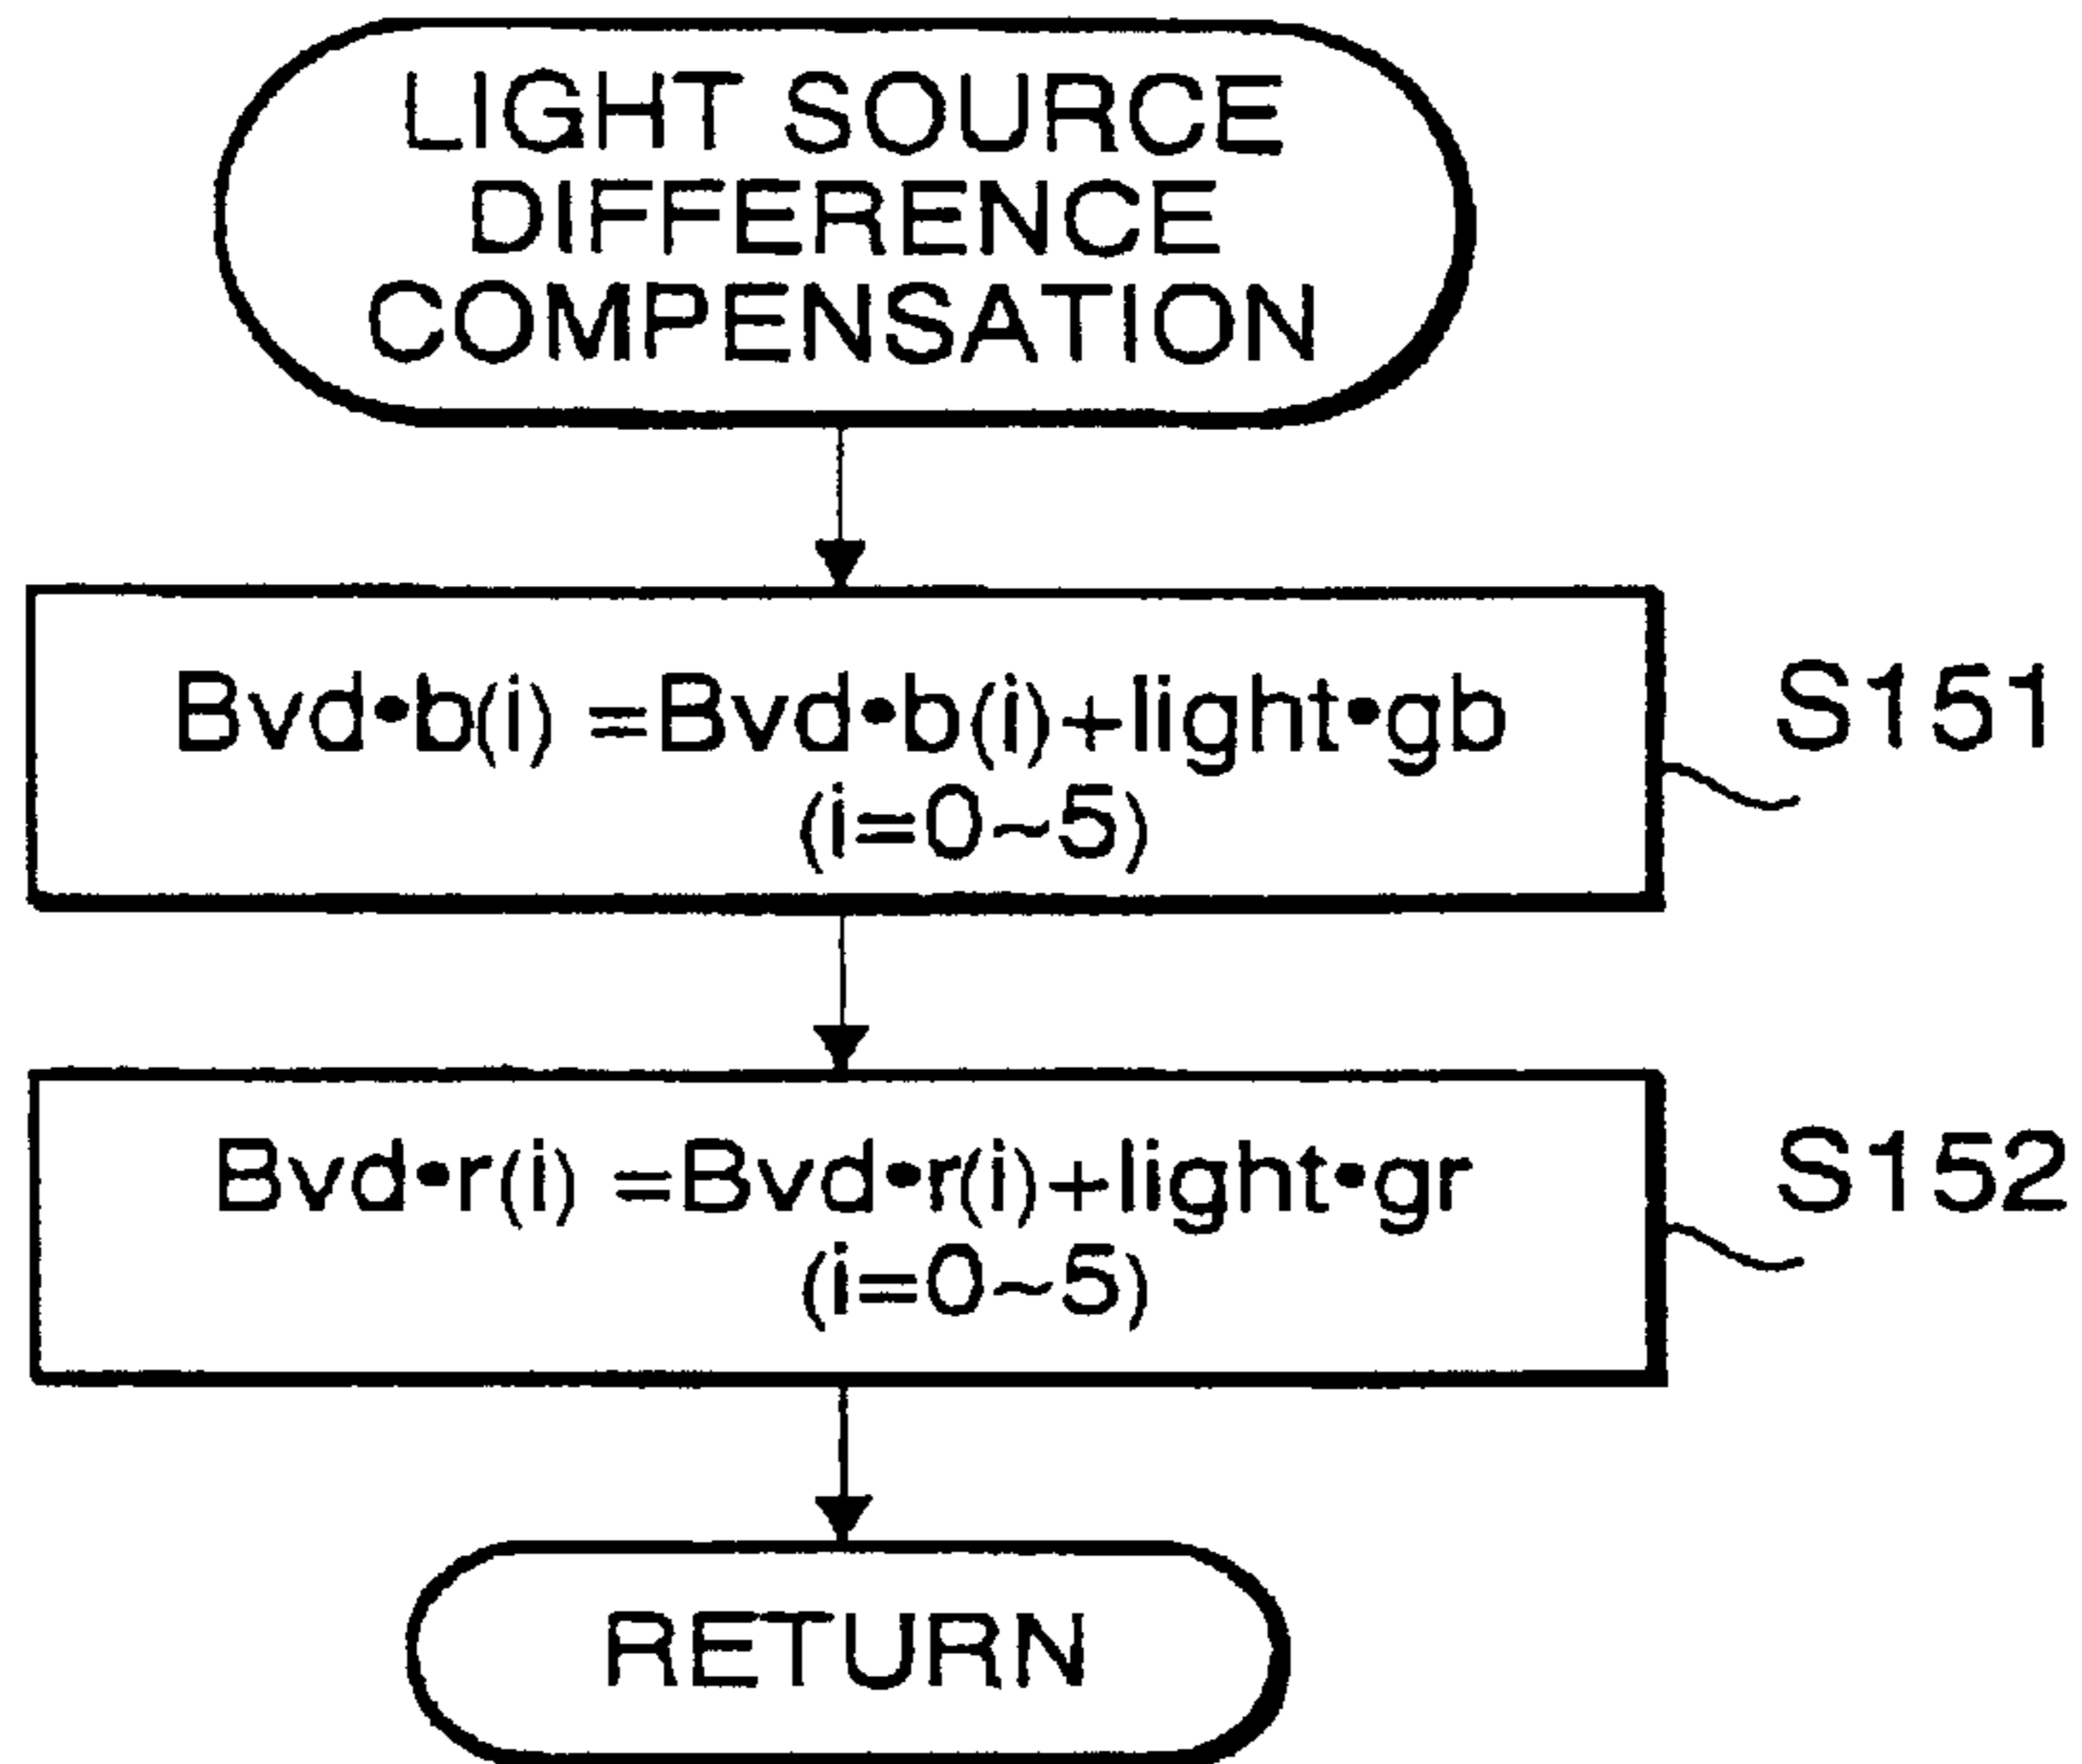 LIGHT SOURCE
DIFFERENCE
COMPENSATION
Bvd•b(i) =Bvd•b(i)+light•gb
(i=0~5)
S151
Bvd•r(i) =Bvd•r(i)+light•gr
(i=0~5)
S152
RETURN